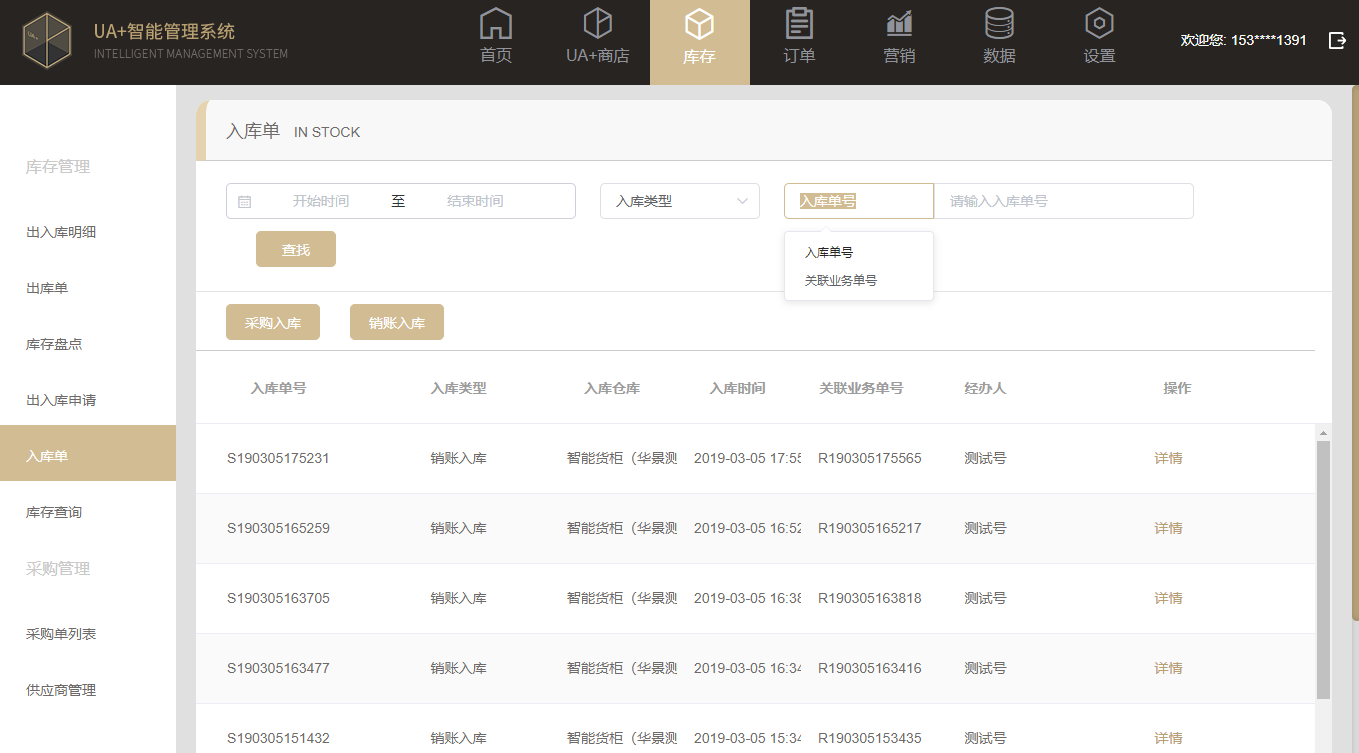 UA+智能管理系统
INTELLIGENT MANAGEMENT SYSTEM
首页
UA+商店
库存
订单
营销
数据
设置
欢迎您: 153****1391
库存管理
出入库明细
出库单
库存盘点
出入库申请
入库单
库存查询
采购管理
采购单列表
供应商管理
入库单 IN STOCK
开始时间 至 结束时间
入库类型
入库单号
请输入入库单号
入库单号
关联业务单号
查找
采购入库
销账入库
入库单号 入库类型 入库仓库 入库时间 关联业务单号 经办人 操作
S190305175231 销账入库 智能货柜（华景测 2019-03-05 17:55 R190305175565 测试号 详情
S190305165259 销账入库 智能货柜（华景测 2019-03-05 16:52 R190305165217 测试号 详情
S190305163705 销账入库 智能货柜（华景测 2019-03-05 16:38 R190305163818 测试号 详情
S190305163477 销账入库 智能货柜（华景测 2019-03-05 16:34 R190305163416 测试号 详情
S190305151432 销账入库 智能货柜（华景测 2019-03-05 15:34 R190305153435 测试号 详情